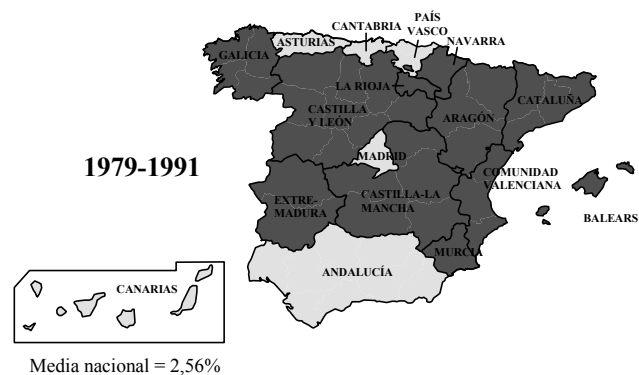 CANTABRIA
PAÍS
VASCO
ASTURIAS
NAVARRA
GALICIA
LA RIOJA
CATALUÑA
CASTILLA
Y LEÓN
ARAGÓN
1979-1991
MADRID
COMUNIDAD
VALENCIANA
EXTRE-
MADURA
CASTILLA-LA
MANCHA
BALEARS
MURCIA
ANDALUCÍA
CANARIAS
Media nacional = 2,56%